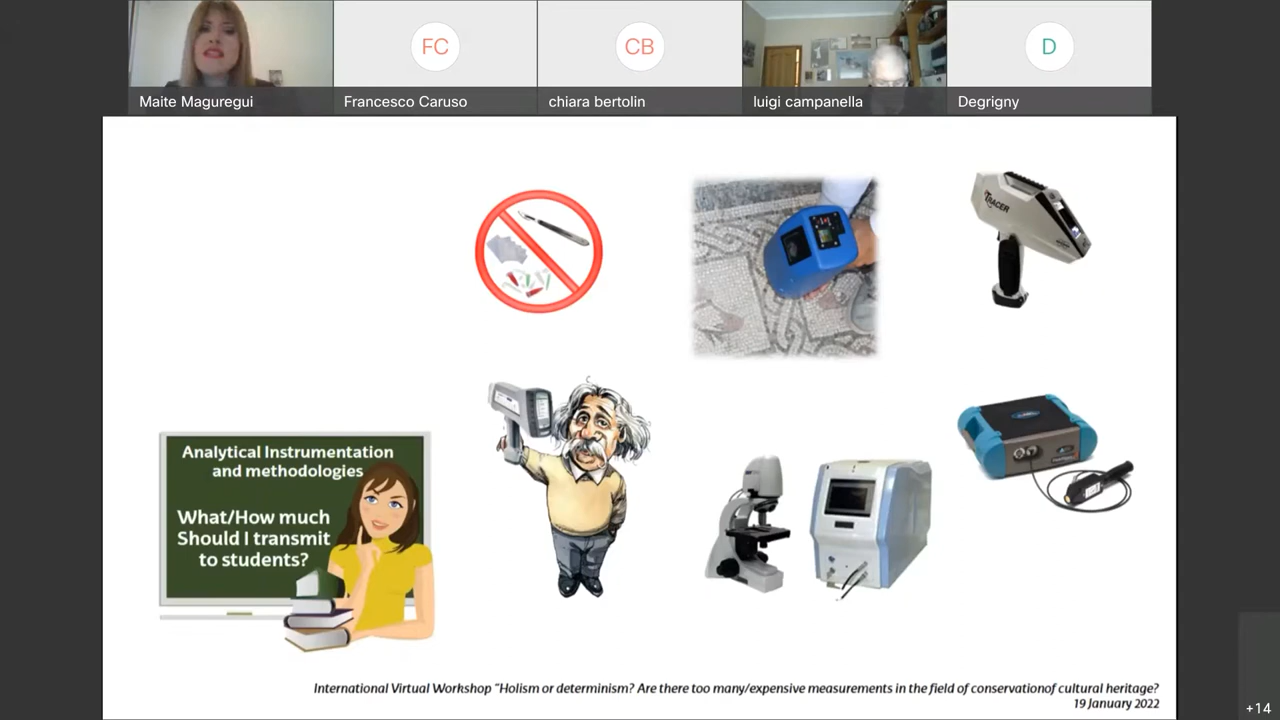 FC
CB
D
Maite Maguregui
Francesco Caruso
chiara bertolin
luigi campanella
Degrigny
TRACER
Analytical Instrumentation
and methodologies
What/How much
Should I transmit
to students?
International Virtual Workshop "Holism or determinism? Are there too many/expensive measurements in the field of conservationof cultural heritage?
19 January 2022
+14